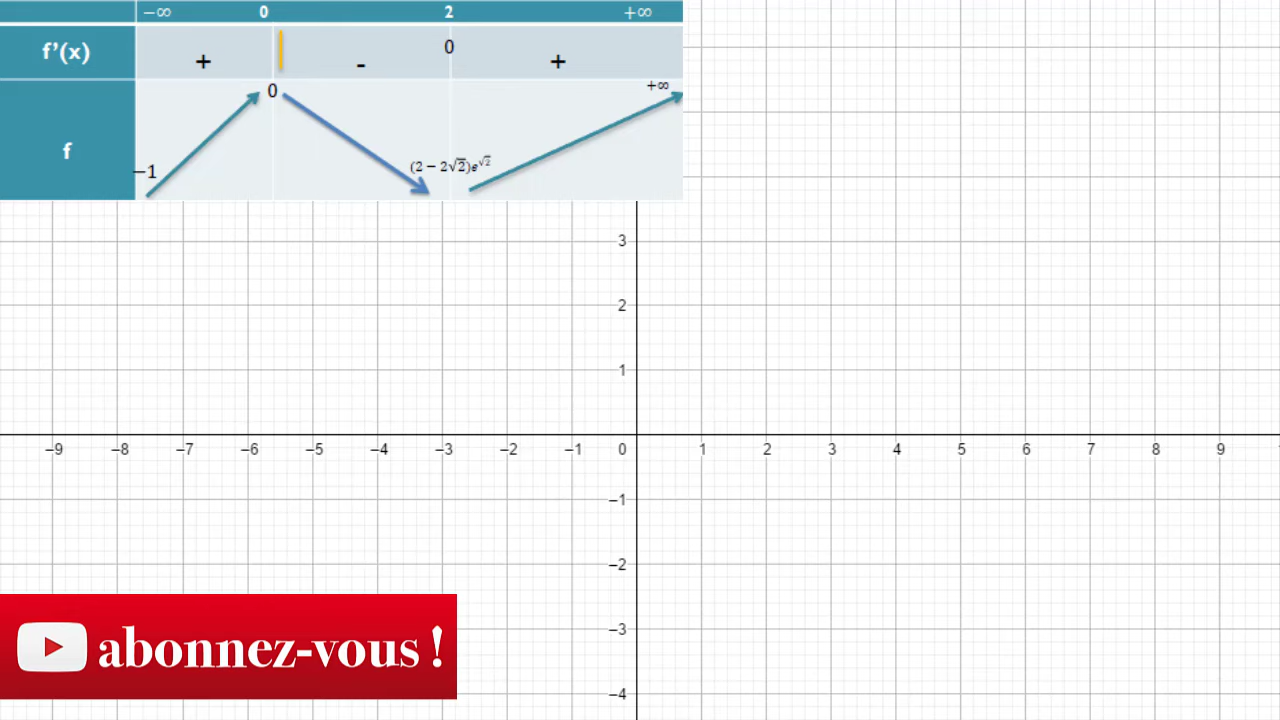 −∞ 0 2 +∞
f'(x) + - 0 +
f −1 0 (2 − 2√2)e^√2 +∞
3
2
1
−9 −8 −7 −6 −5 −4 −3 −2 −1 0 1 2 3 4 5 6 7 8 9
−1
−2
−3
−4
abonnez-vous !